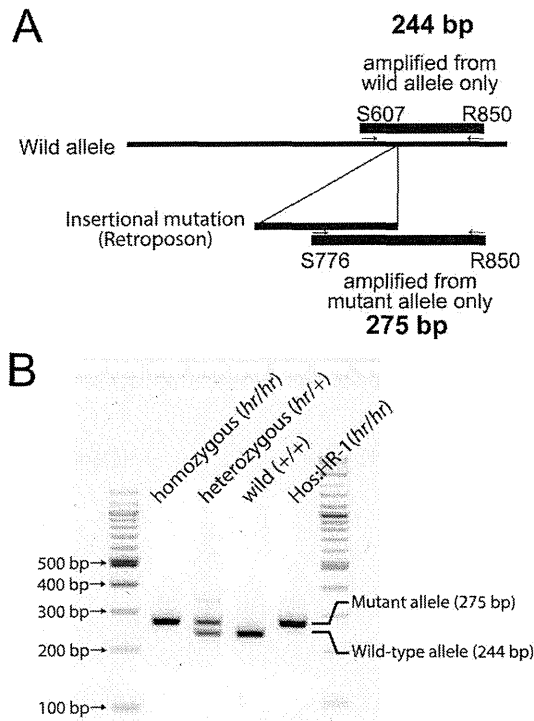 A
244 bp
amplified from
wild allele only
S607 R850
Wild allele
Insertional mutation
(Retroposon)
S776 R850
amplified from
mutant allele only
275 bp
B
homozygous (hr/hr)
heterozygous (hr/+)
wild (+/+)
Hos:HR-1(hr/hr)
500 bp
400 bp
300 bp
200 bp
100 bp
Mutant allele (275 bp)
Wild-type allele (244 bp)